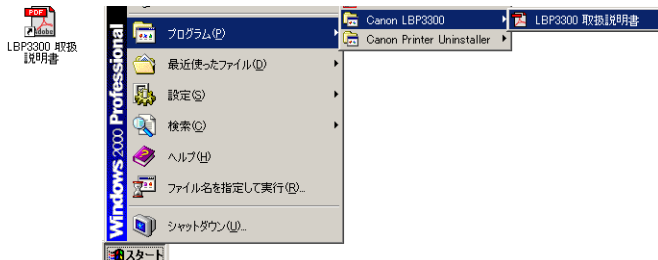 PDF
Adobe
LBP3300 取扱
説明書
Windows 2000 Professional
プログラム(P)
最近使ったファイル(D)
設定(S)
検索(C)
ヘルプ(H)
ファイル名を指定して実行(R)...
シャットダウン(U)...
スタート
Canon LBP3300
Canon Printer Uninstaller
LBP3300 取扱説明書